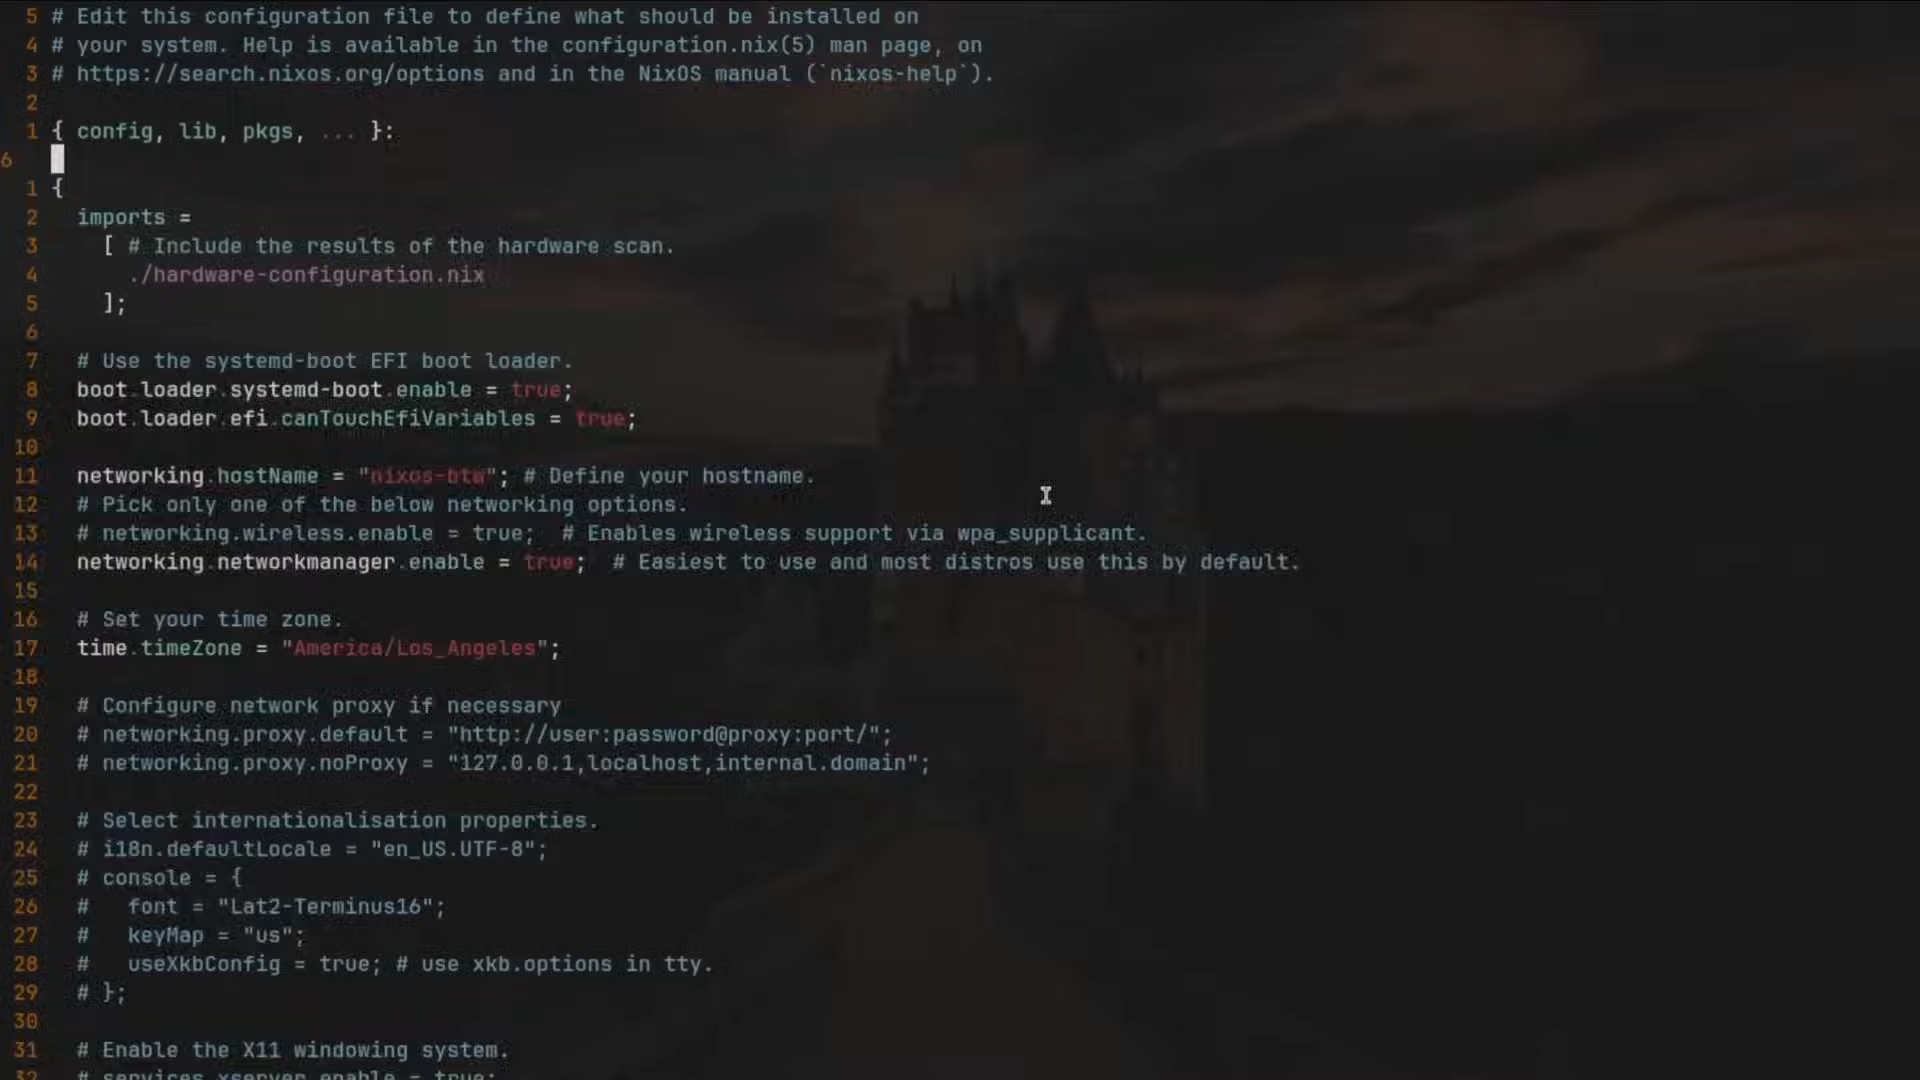 5 # Edit this configuration file to define what should be installed on
4 # your system. Help is available in the configuration.nix(5) man page, on
3 # https://search.nixos.org/options and in the NixOS manual (`nixos-help`).
2
1 { config, lib, pkgs, ... }:
6
1 {
2 imports =
3 [ # Include the results of the hardware scan.
4 ./hardware-configuration.nix
5 ];
6
7 # Use the systemd-boot EFI boot loader.
8 boot.loader.systemd-boot.enable = true;
9 boot.loader.efi.canTouchEfiVariables = true;
10
11 networking.hostName = "nixos-btw"; # Define your hostname.
12 # Pick only one of the below networking options.
13 # networking.wireless.enable = true; # Enables wireless support via wpa_supplicant.
14 networking.networkmanager.enable = true; # Easiest to use and most distros use this by default.
15
16 # Set your time zone.
17 time.timeZone = "America/Los_Angeles";
18
19 # Configure network proxy if necessary
20 # networking.proxy.default = "http://user:password@proxy:port/";
21 # networking.proxy.noProxy = "127.0.0.1,localhost,internal.domain";
22
23 # Select internationalisation properties.
24 # i18n.defaultLocale = "en_US.UTF-8";
25 # console = {
26 # font = "Lat2-Terminus16";
27 # keyMap = "us";
28 # useXkbConfig = true; # use xkb.options in tty.
29 # };
30
31 # Enable the X11 windowing system.
32 # services.xserver.enable = true;